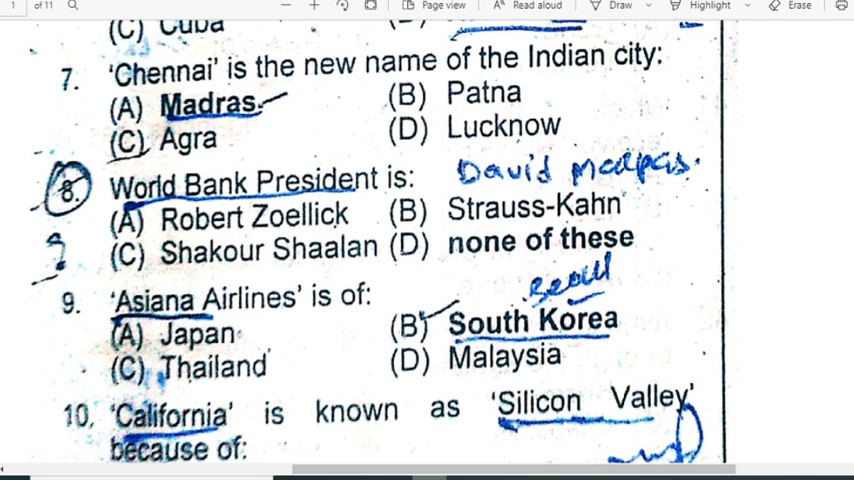 1 of 11 Page view Read aloud Draw Highlight Erase
(C) Cuba
7. 'Chennai' is the new name of the Indian city:
(A) Madras (B) Patna
(C) Agra (D) Lucknow
8. World Bank President is: David Malpas.
(A) Robert Zoellick (B) Strauss-Kahn
(C) Shakour Shaalan (D) none of these
seoul
9. 'Asiana Airlines' is of:
(A) Japan (B) South Korea
(C) Thailand (D) Malaysia
10. 'California' is known as 'Silicon Valley'
because of: